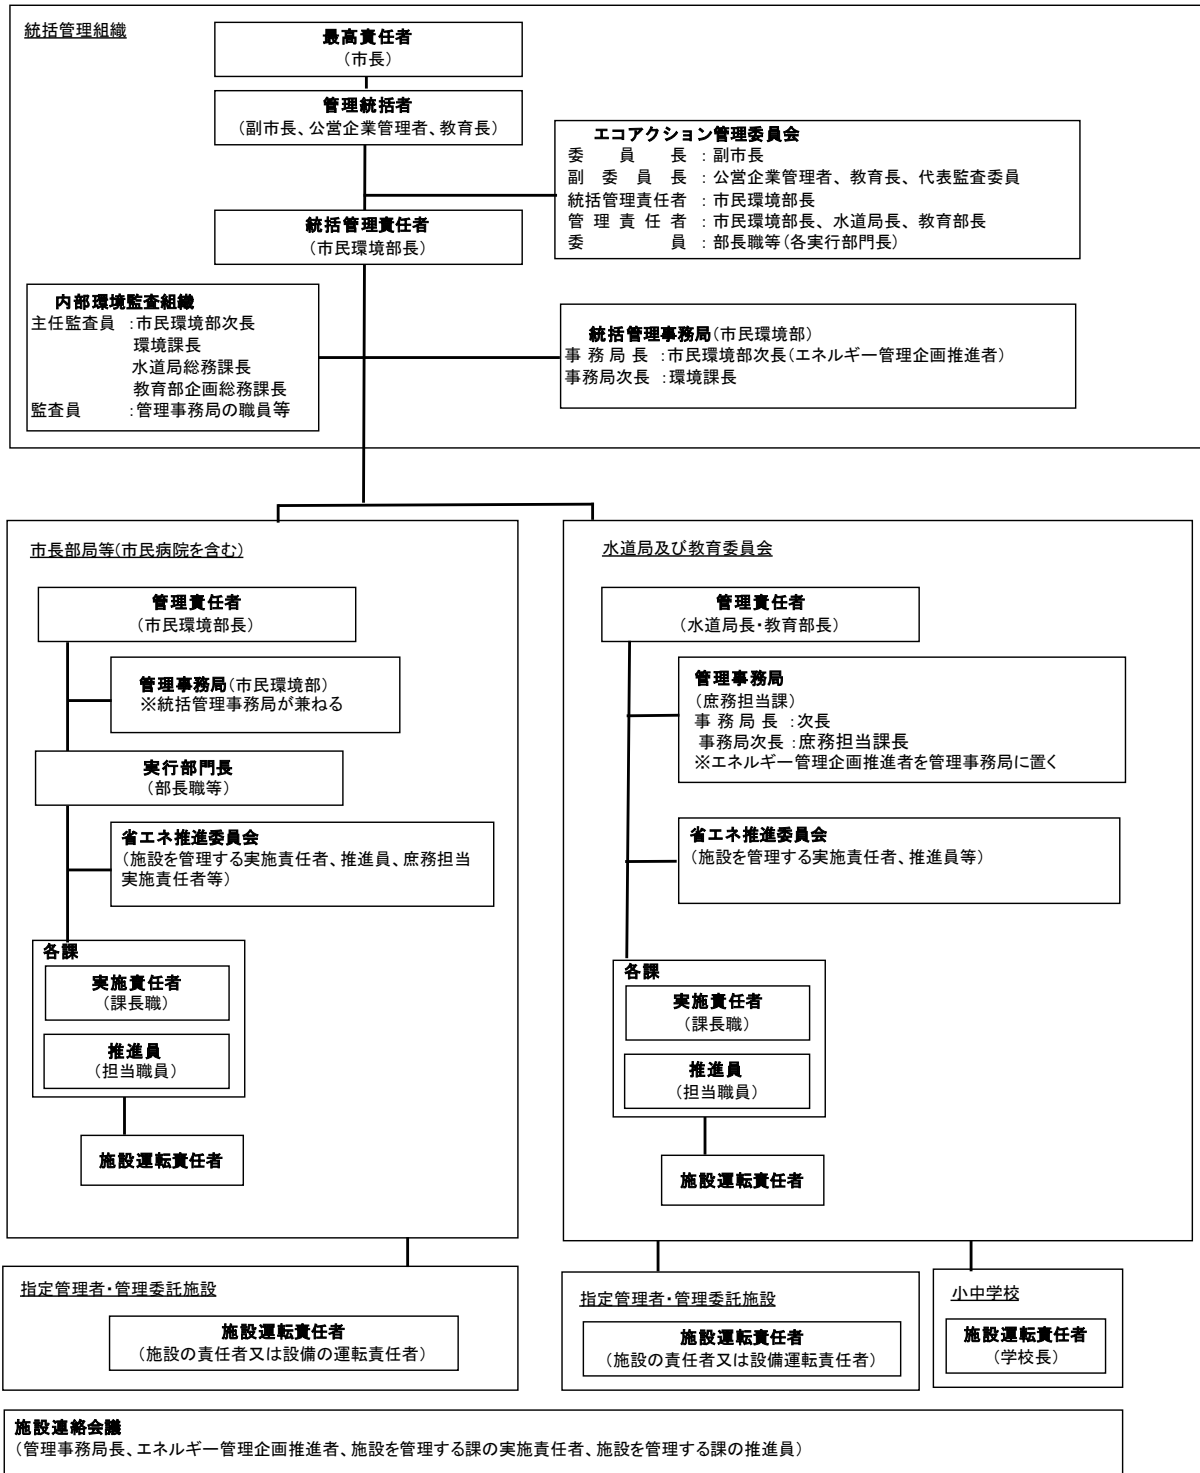 統括管理組織
最高責任者
(市長)
管理統括者
(副市長、公営企業管理者、教育長)
エコアクション管理委員会
委員長:副市長
副委員長:公営企業管理者、教育長、代表監査委員
統括管理責任者:市民環境部長
管理責任者:市民環境部長、水道局長、教育部長
委員 部長職等(各実行部門長)
統括管理責任者
(市民環境部長)
内部環境監査組織
主任監査員:市民環境部次長
環境課長
水道局総務課長
教育部企画総務課長
監査員:管理事務局の職員等
統括管理事務局(市民環境部)
事務局長:市民環境部次長(エネルギー管理企画推進者)
事務局次長:環境課長
市長部局等(市民病院を含む)
管理責任者
(市民環境部長)
管理事務局(市民環境部)
※統括管理事務局が兼ねる
実行部門長
(部長職等)
省エネ推進委員会
(施設を管理する実施責任者、推進員、庶務担当
実施責任者等)
各課
実施責任者
(課長職)
推進員
(担当職員)
施設運転責任者
水道局及び教育委員会
管理責任者
(水道局長・教育部長)
管理事務局
(庶務担当課)
事務局長:次長
事務局次長:庶務担当課長
※エネルギー管理企画推進者を管理事務局に置く
省エネ推進委員会
(施設を管理する実施責任者、推進員等)
各課
実施責任者
(課長職)
推進員
(担当職員)
施設運転責任者
指定管理者・管理委託施設
施設運転責任者
(施設の責任者又は設備の運転責任者)
指定管理者・管理委託施設
施設運転責任者
(施設の責任者又は設備運転責任者)
小中学校
施設運転責任者
(学校長)
施設連絡会議
(管理事務局長、エネルギー管理企画推進者、施設を管理する課の実施責任者、施設を管理する課の推進員)